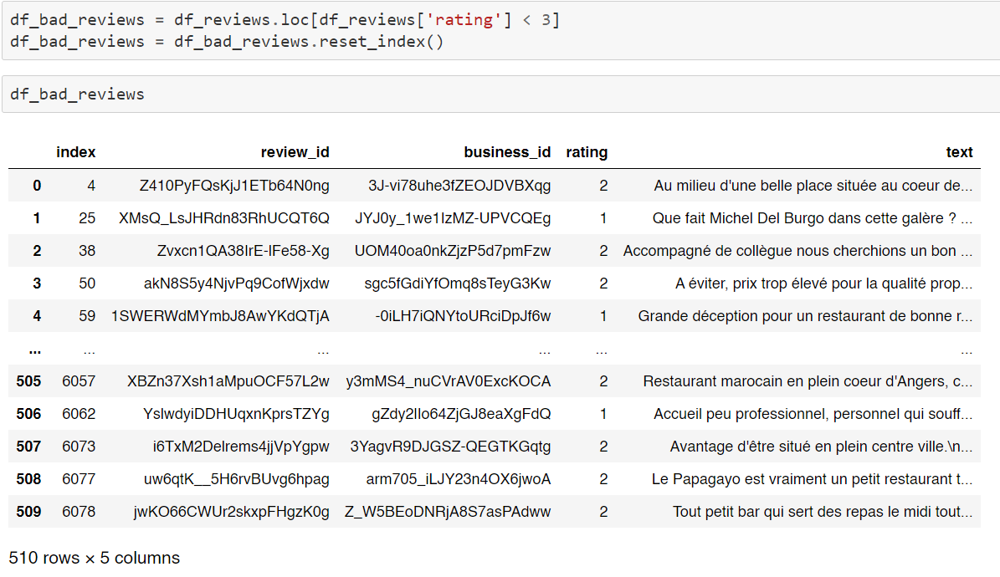 df_bad_reviews = df_reviews.loc[df_reviews['rating'] < 3]
df_bad_reviews = df_bad_reviews.reset_index()
df_bad_reviews
index review_id business_id rating text
0 4 Z410PyFQsKjJ1ETb64N0ng 3J-vi78uhe3fZEOJDVBXqg 2 Au milieu d'une belle place située au coeur de...
1 25 XMsQ_LsJHRdn83RhUCQT6Q JYJ0y_1we1IzMZ-UPVCQEg 1 Que fait Michel Del Burgo dans cette galère ? ...
2 38 Zvxcn1QA38IrE-IFe58-Xg UOM40oa0nkZjzP5d7pmFzw 2 Accompagné de collègue nous cherchions un bon ...
3 50 akN8S5y4NjvPq9CofWjxdw sgc5fGdiYfOmq8sTeyG3Kw 2 A éviter, prix trop élevé pour la qualité prop...
4 59 1SWERWdMYmbJ8AwYKdQTjA -0iLH7iQNYtoURciDpJf6w 1 Grande déception pour un restaurant de bonne r...
... ... ... ... ... ...
505 6057 XBZn37Xsh1aMpuOCF57L2w y3mMS4_nuCVrAV0ExcKOCA 2 Restaurant marocain en plein coeur d'Angers, c...
506 6062 YslwdyiDDHUqxnKprsTZYg gZdy2Ilo64ZjGJ8eaXgFdQ 1 Accueil peu professionnel, personnel qui souff...
507 6073 i6TxM2Delrems4jjVpYgpw 3YagvR9DJGSZ-QEGTKGqtg 2 Avantage d'être situé en plein centre ville.\n...
508 6077 uw6qtK__5H6rvBUvg6hpag arm705_iLJY23n4OX6jwoA 2 Le Papagayo est vraiment un petit restaurant t...
509 6078 jwKO66CWUr2skxpFHgzK0g Z_W5BEoDNRjA8S7asPAdww 2 Tout petit bar qui sert des repas le midi tout...
510 rows × 5 columns